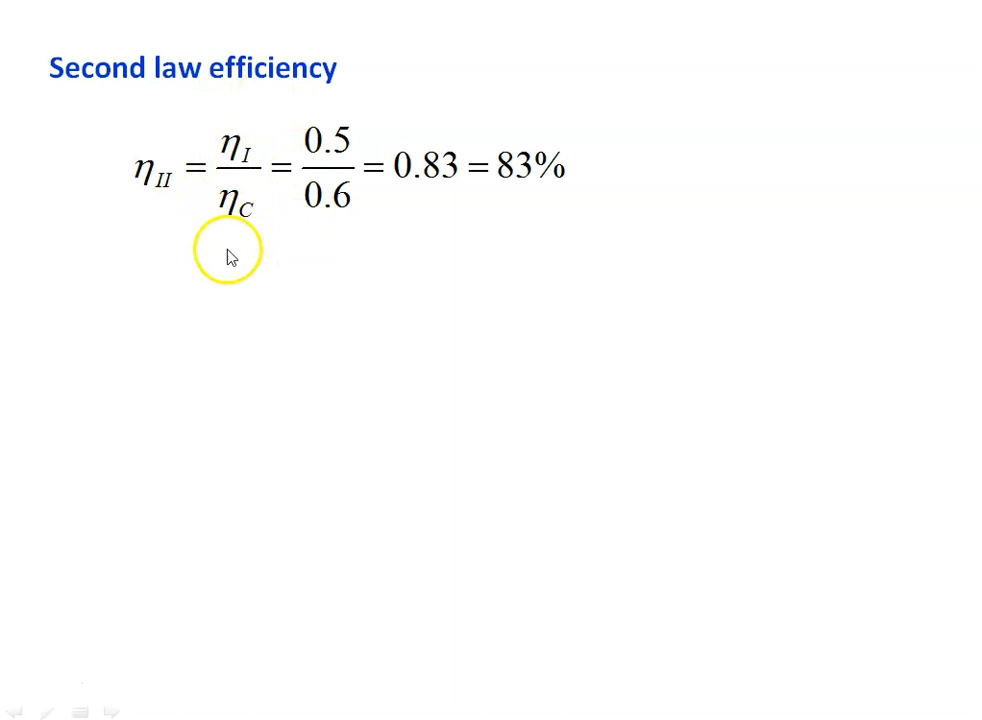 Second law efficiency
η_II = η_I / η_C = 0.5 / 0.6 = 0.83 = 83%